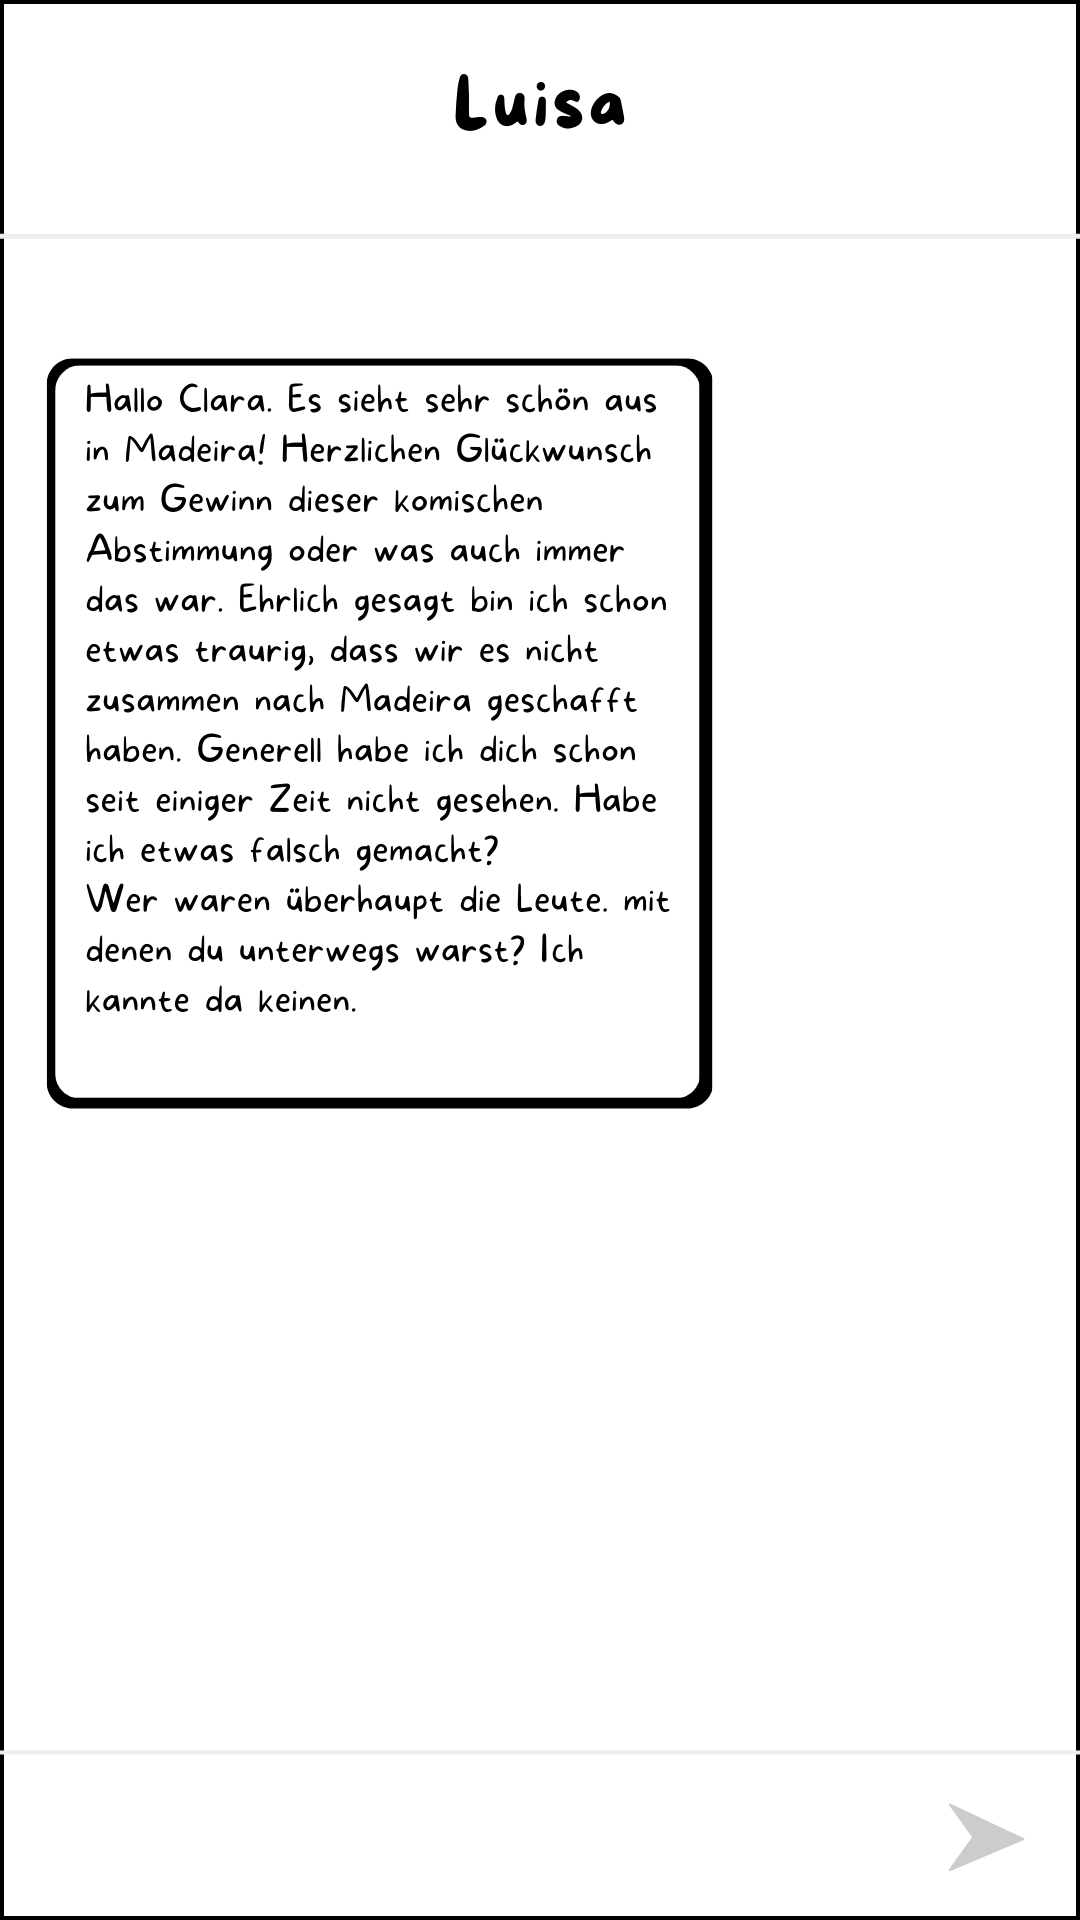 Luisa
Hallo Clara. Es sieht sehr schön aus
in Madeira! Herzlichen Glückwunsch
zum Gewinn dieser komischen
Abstimmung oder was auch immer
das war. Ehrlich gesagt bin ich schon
etwas traurig, dass wir es nicht
zusammen nach Madeira geschafft
haben. Generell habe ich dich schon
seit einiger Zeit nicht gesehen. Habe
ich etwas falsch gemacht?
Wer waren überhaupt die Leute. mit
denen du unterwegs warst? Ich
kannte da keinen.